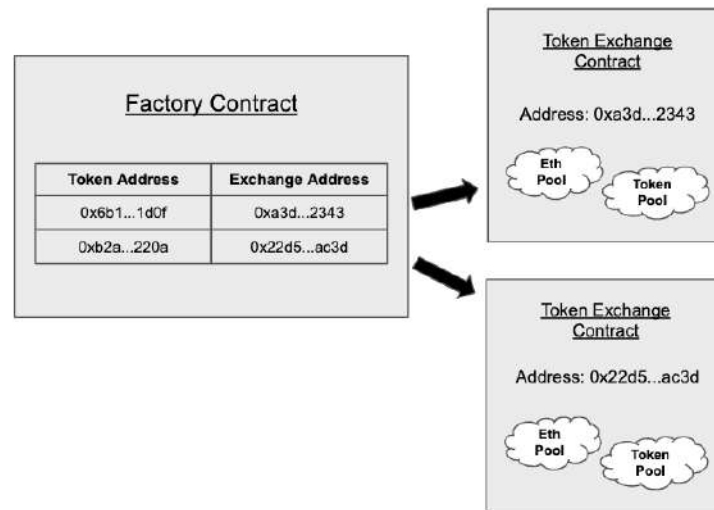 Factory Contract
Token Address Exchange Address
0x6b1...1d0f 0xa3d...2343
0xb2a...220a 0x22d5...ac3d
Token Exchange
Contract
Address: 0xa3d...2343
Eth
Pool
Token
Pool
Token Exchange
Contract
Address: 0x22d5...ac3d
Eth
Pool
Token
Pool